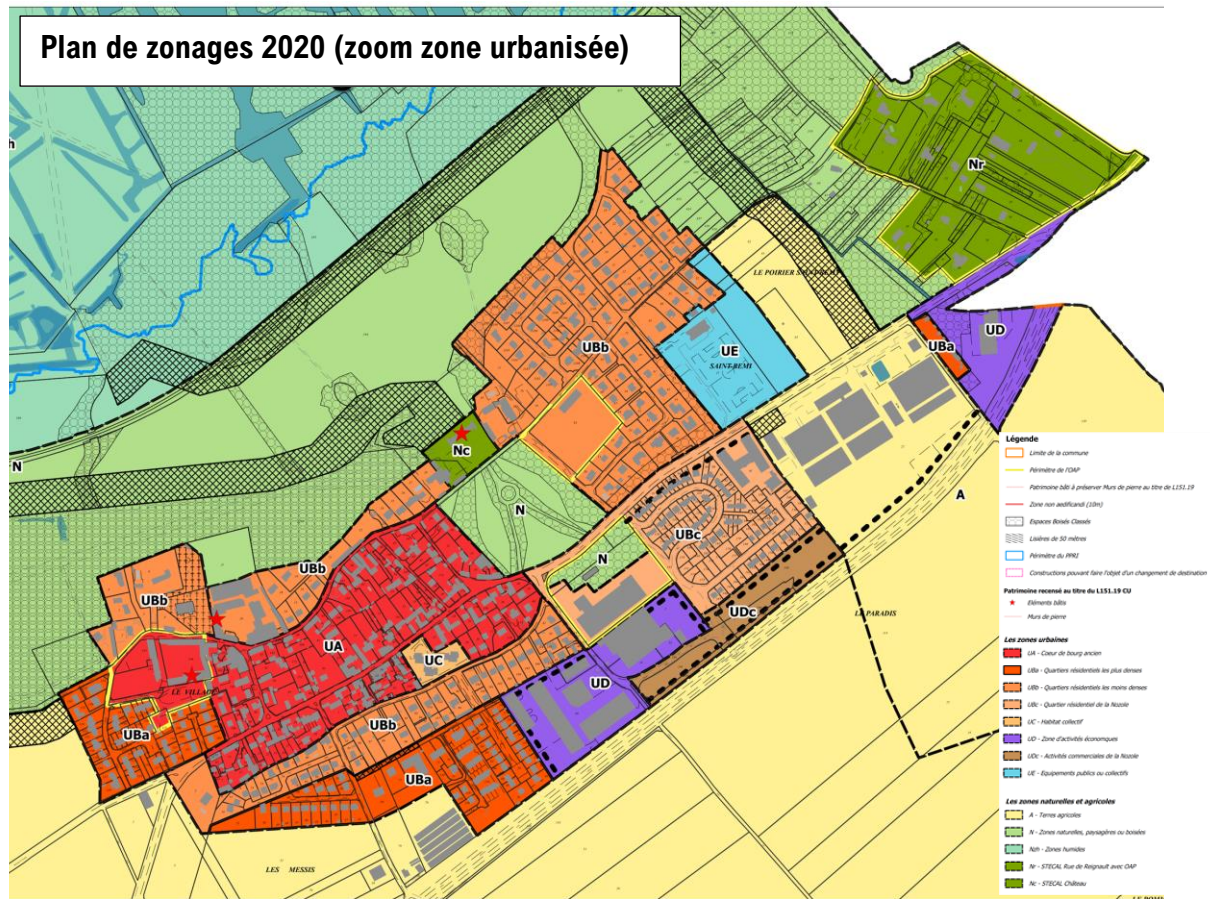 Plan de zonages 2020 (zoom zone urbanisée)
h
Nr
LE POIRIER SAINT-REMY
UBb
UE
SAINT-REMI
UBa
UD
Nc
N
N
A
N
UBc
N
UBb
UBb
UA
UC
UDc
LE PARADIS
LE VILLAGE
UD
UBb
UBa
UBa
LES MESSIS
Légende
Limite de la commune
Périmètre de l'OAP
Patrimoine bâti à préserver Murs de pierre au titre de L151.19
Zone non aedificandi (10m)
Espaces Boisés Classés
Lisières de 50 mètres
Périmètre du PPRI
Constructions pouvant faire l'objet d'un changement de destination
Patrimoine recensé au titre du L151.19 CU
Eléments bâtis
Murs de pierre
Les zones urbaines
UA - Coeur de bourg ancien
UBa - Quartiers résidentiels les plus denses
UBb - Quartiers résidentiels les moins denses
UBc - Quartier résidentiel de la Nozole
UC - Habitat collectif
UD - Zone d'activités économques
UDc - Activités commerciales de la Nozole
UE - Equipements publics ou collectifs
Les zones naturelles et agricoles
A - Terres agricoles
N - Zones naturelles, paysagères ou boisées
Nzh - Zones humides
Nr - STECAL Rue de Reignault avec OAP
Nc - STECAL Château